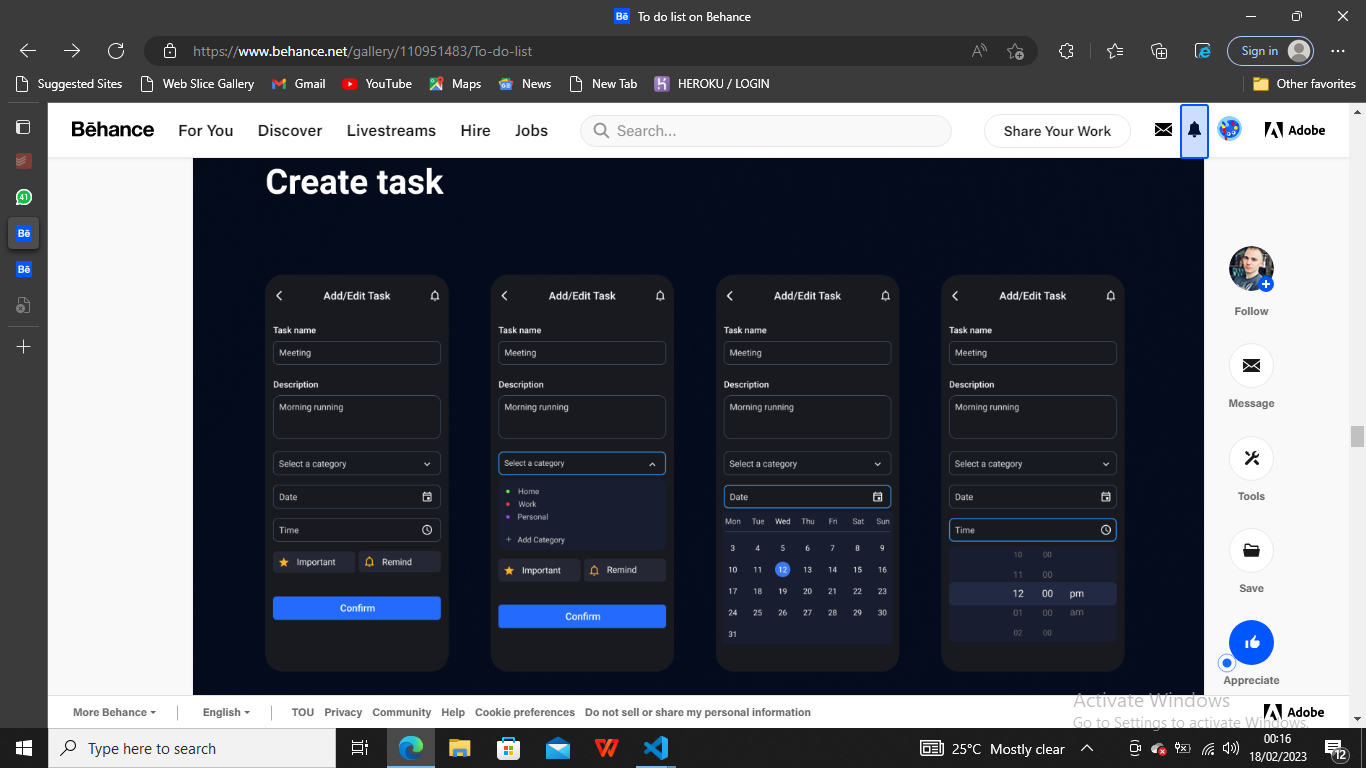 Bē To do list on Behance
https://www.behance.net/gallery/110951483/To-do-list
Sign in
Suggested Sites Web Slice Gallery Gmail YouTube Maps News New Tab HEROKU / LOGIN Other favorites
Bēhance For You Discover Livestreams Hire Jobs Search... Share Your Work Adobe
41
Bē
Bē
Create task
Add/Edit Task
Task name
Meeting
Description
Morning running
Select a category
Date
Time
Important Remind
Confirm
Add/Edit Task
Task name
Meeting
Description
Morning running
Select a category
Home
Work
Personal
+ Add Category
Important Remind
Confirm
Add/Edit Task
Task name
Meeting
Description
Morning running
Select a category
Date
Mon Tue Wed Thu Fri Sat Sun
3 4 5 6 7 8 9
10 11 12 13 14 15 16
17 18 19 20 21 22 23
24 25 26 27 28 29 30
31
Add/Edit Task
Task name
Meeting
Description
Morning running
Select a category
Date
Time
10 00
11 00
12 00 pm
01 00 am
02 00
Follow
Message
Tools
Save
Appreciate
Activate Windows
Go to Settings to activate Windows.
More Behance English TOU Privacy Community Help Cookie preferences Do not sell or share my personal information Adobe
Type here to search
25°C Mostly clear
00:16
18/02/2023
12